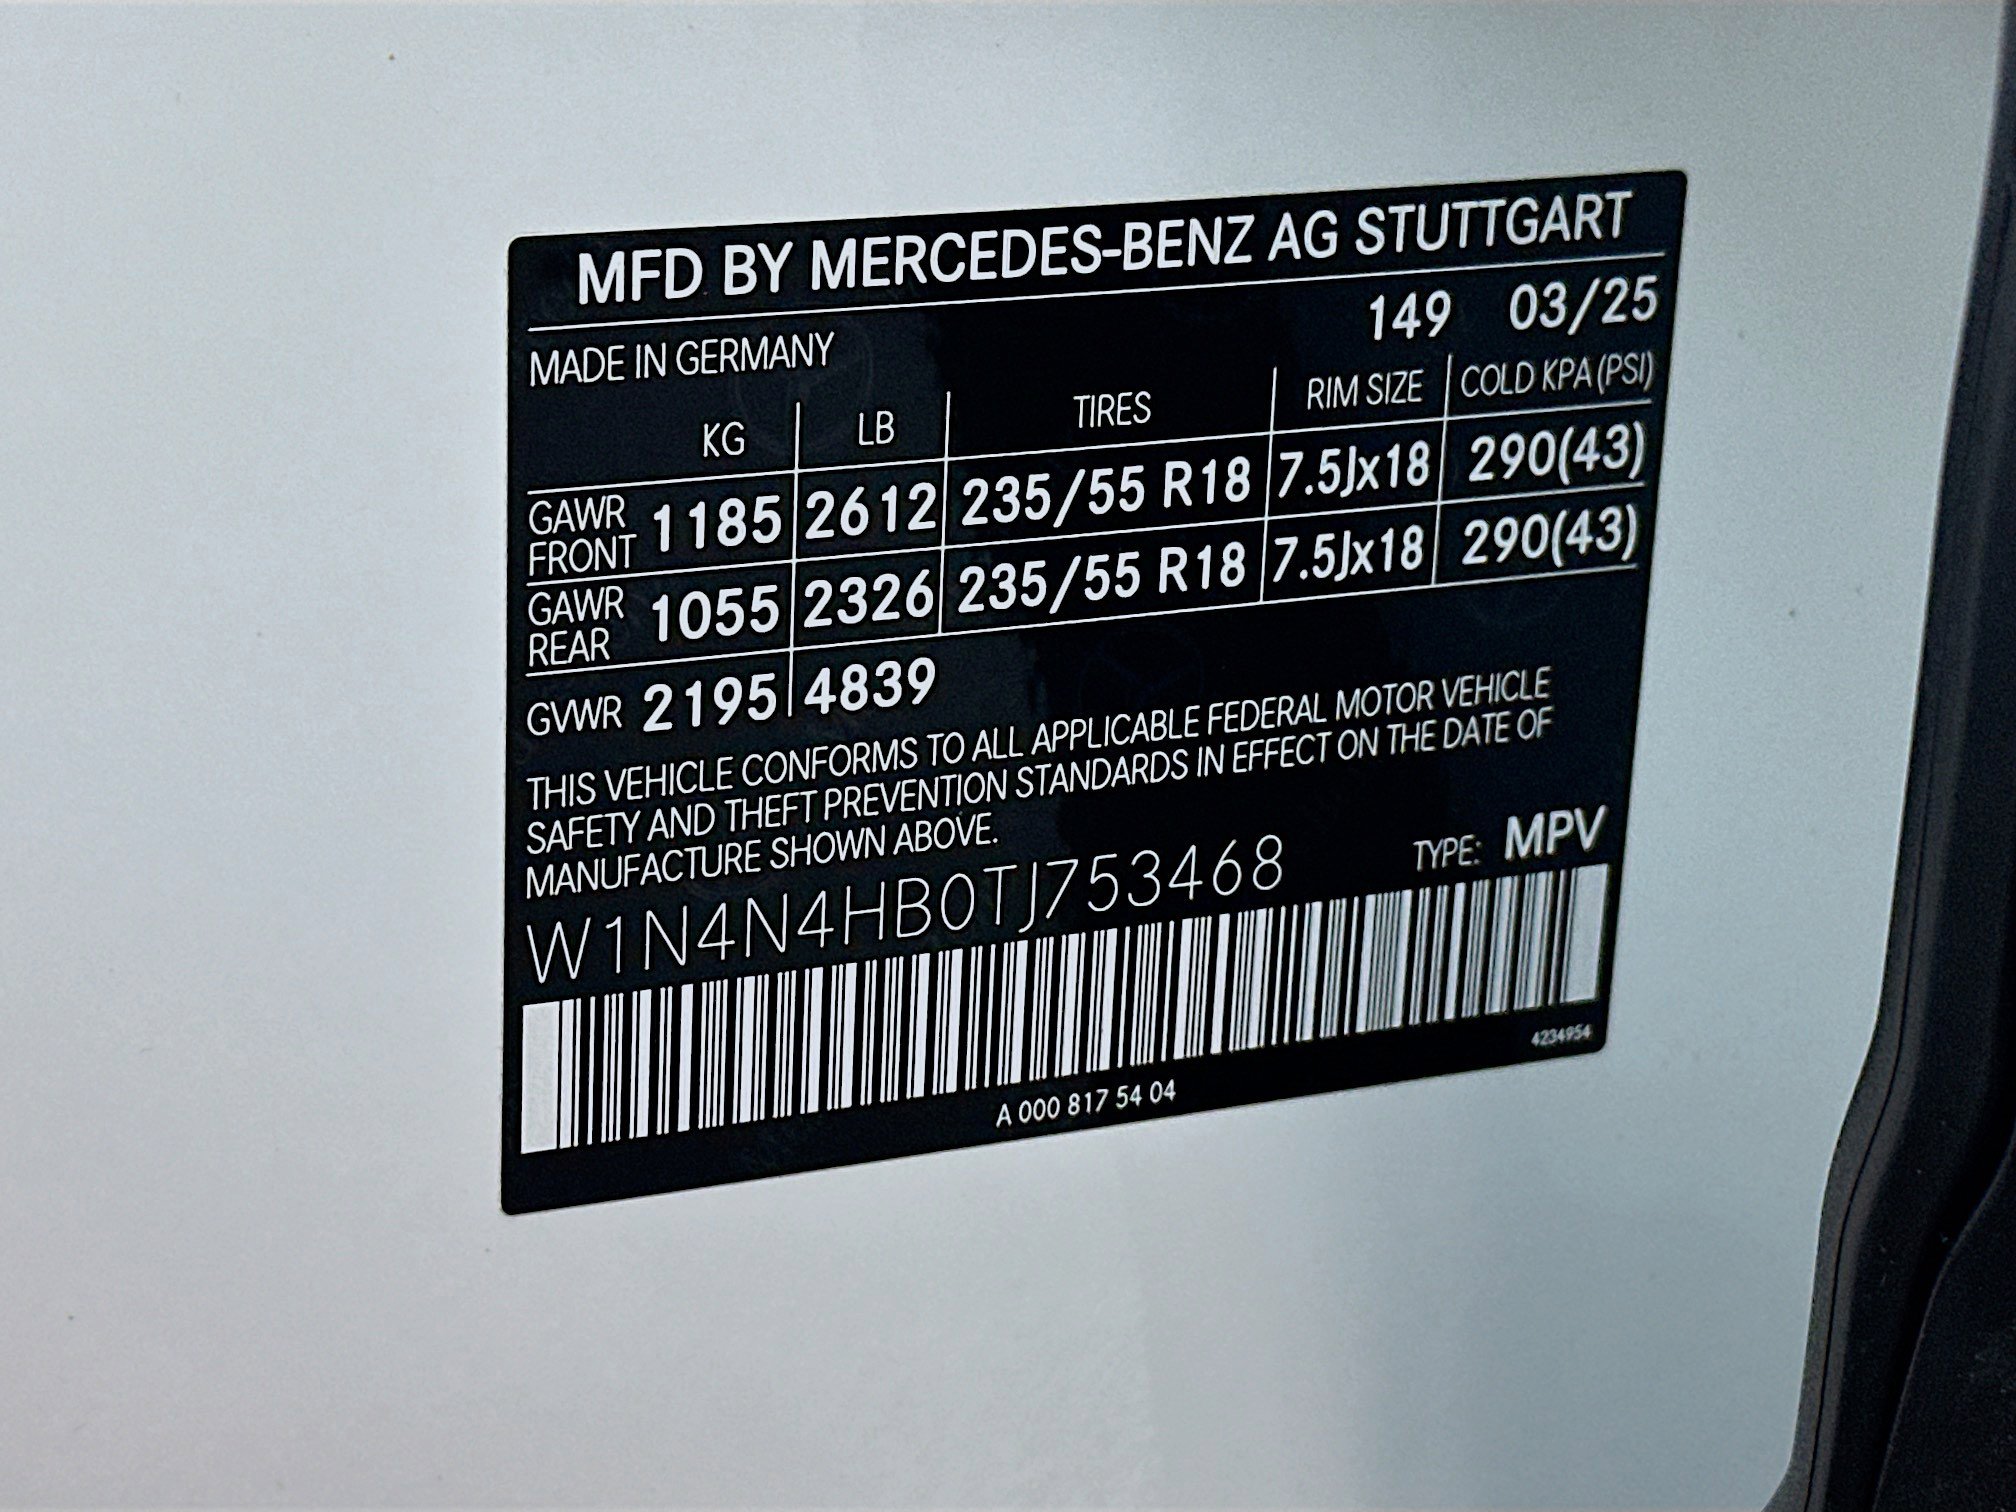 MFD BY MERCEDES-BENZ AG STUTTGART
149 03/25
MADE IN GERMANY
KG LB TIRES RIM SIZE COLD KPA (PSI)
GAWR FRONT 1185 2612 235/55 R18 7.5Jx18 290(43)
GAWR REAR 1055 2326 235/55 R18 7.5Jx18 290(43)
GVWR 2195 4839
THIS VEHICLE CONFORMS TO ALL APPLICABLE FEDERAL MOTOR VEHICLE
SAFETY AND THEFT PREVENTION STANDARDS IN EFFECT ON THE DATE OF
MANUFACTURE SHOWN ABOVE.
W1N4N4HB0TJ753468 TYPE: MPV
4234954
A 000 817 54 04